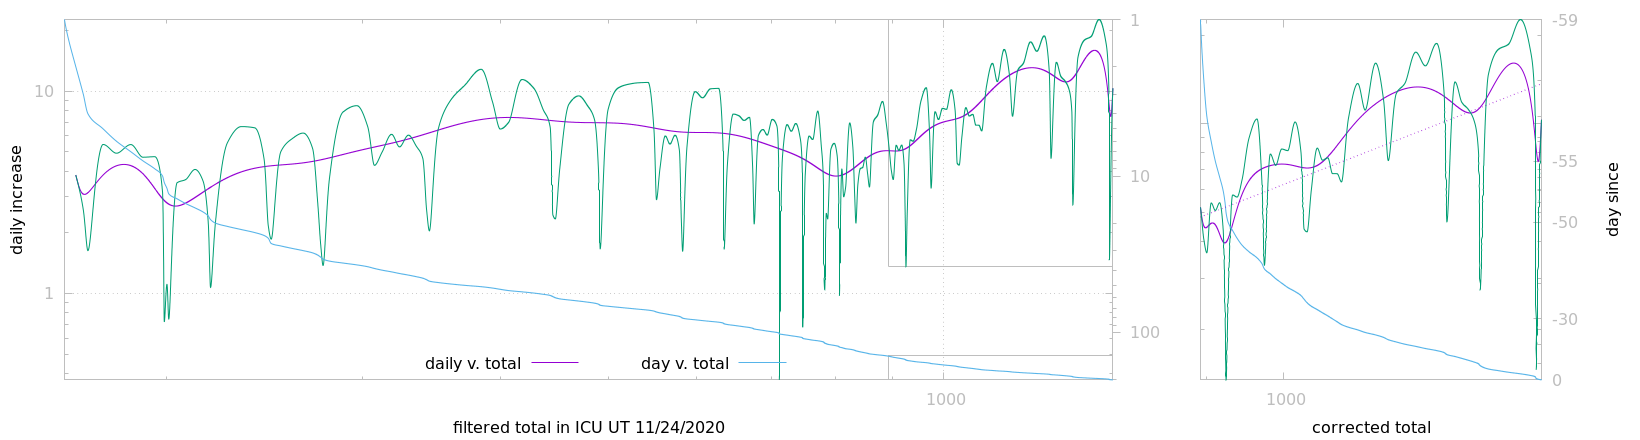 1
-59
10
daily increase
10
-55
-50
day since
1
100
-30
daily v. total
day v. total
0
1000
1000
filtered total in ICU UT 11/24/2020
corrected total